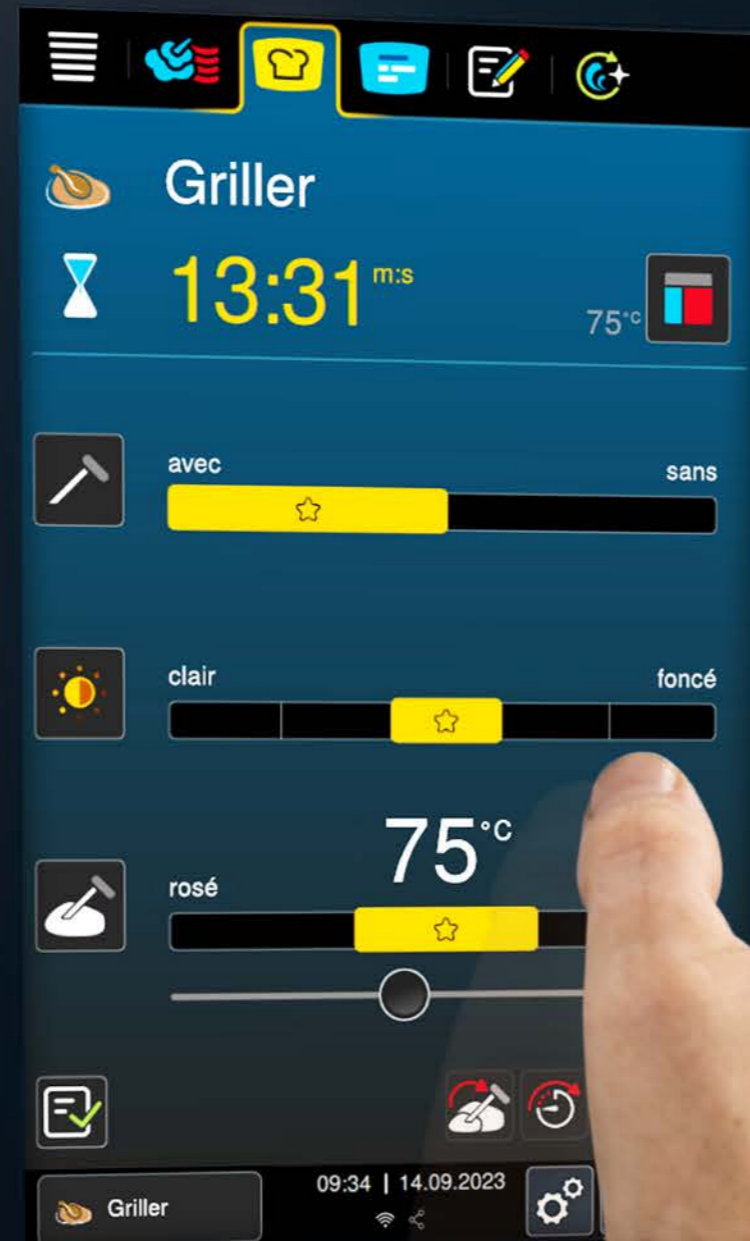 Griller
13:31 m:s
75°C
avec
sans
clair
foncé
75°C
rosé
Griller
09:34 | 14.09.2023